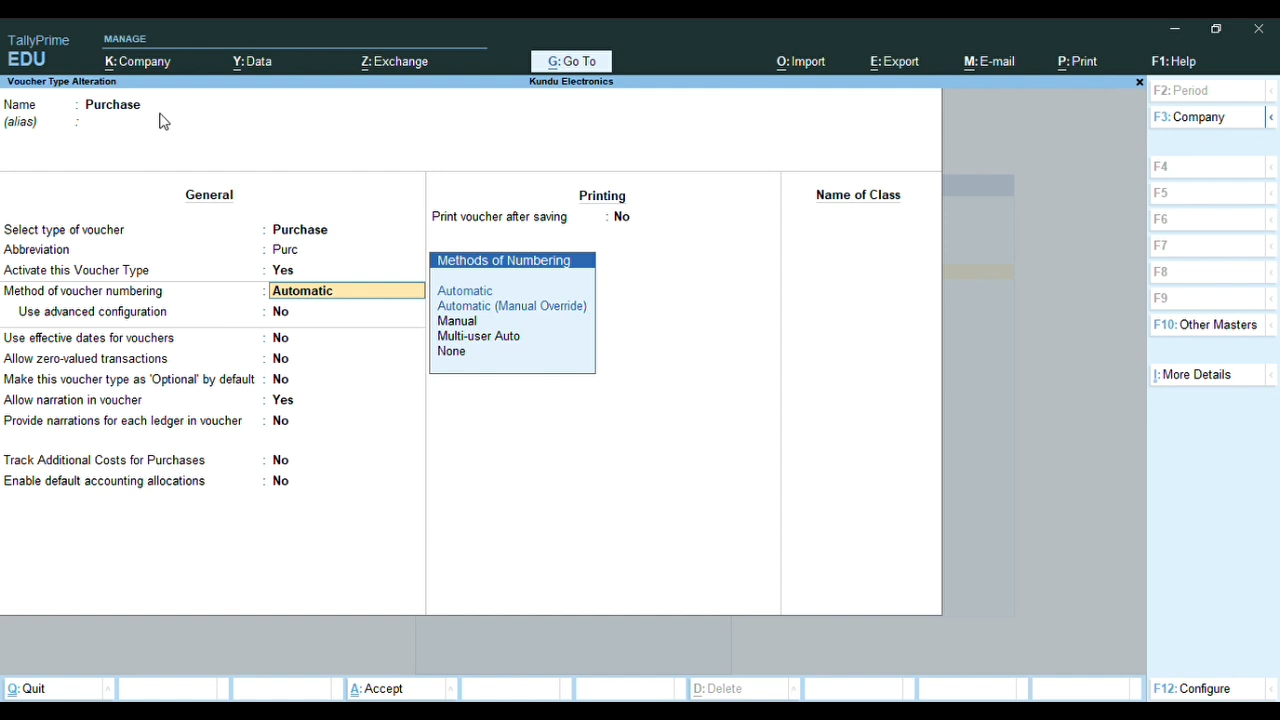 TallyPrime
EDU
MANAGE
K: Company
Y: Data
Z: Exchange
G: Go To
O: Import
E: Export
M: E-mail
P: Print
F1: Help
Voucher Type Alteration
Kundu Electronics
×
Name : Purchase
(alias) :
General
Select type of voucher : Purchase
Abbreviation : Purc
Activate this Voucher Type : Yes
Method of voucher numbering : Automatic
Use advanced configuration : No
Use effective dates for vouchers : No
Allow zero-valued transactions : No
Make this voucher type as 'Optional' by default : No
Allow narration in voucher : Yes
Provide narrations for each ledger in voucher : No
Track Additional Costs for Purchases : No
Enable default accounting allocations : No
Printing
Print voucher after saving : No
Methods of Numbering
Automatic
Automatic (Manual Override)
Manual
Multi-user Auto
None
Name of Class
F2: Period
F3: Company
F4
F5
F6
F7
F8
F9
F10: Other Masters
I: More Details
F12: Configure
Q: Quit
A: Accept
D: Delete